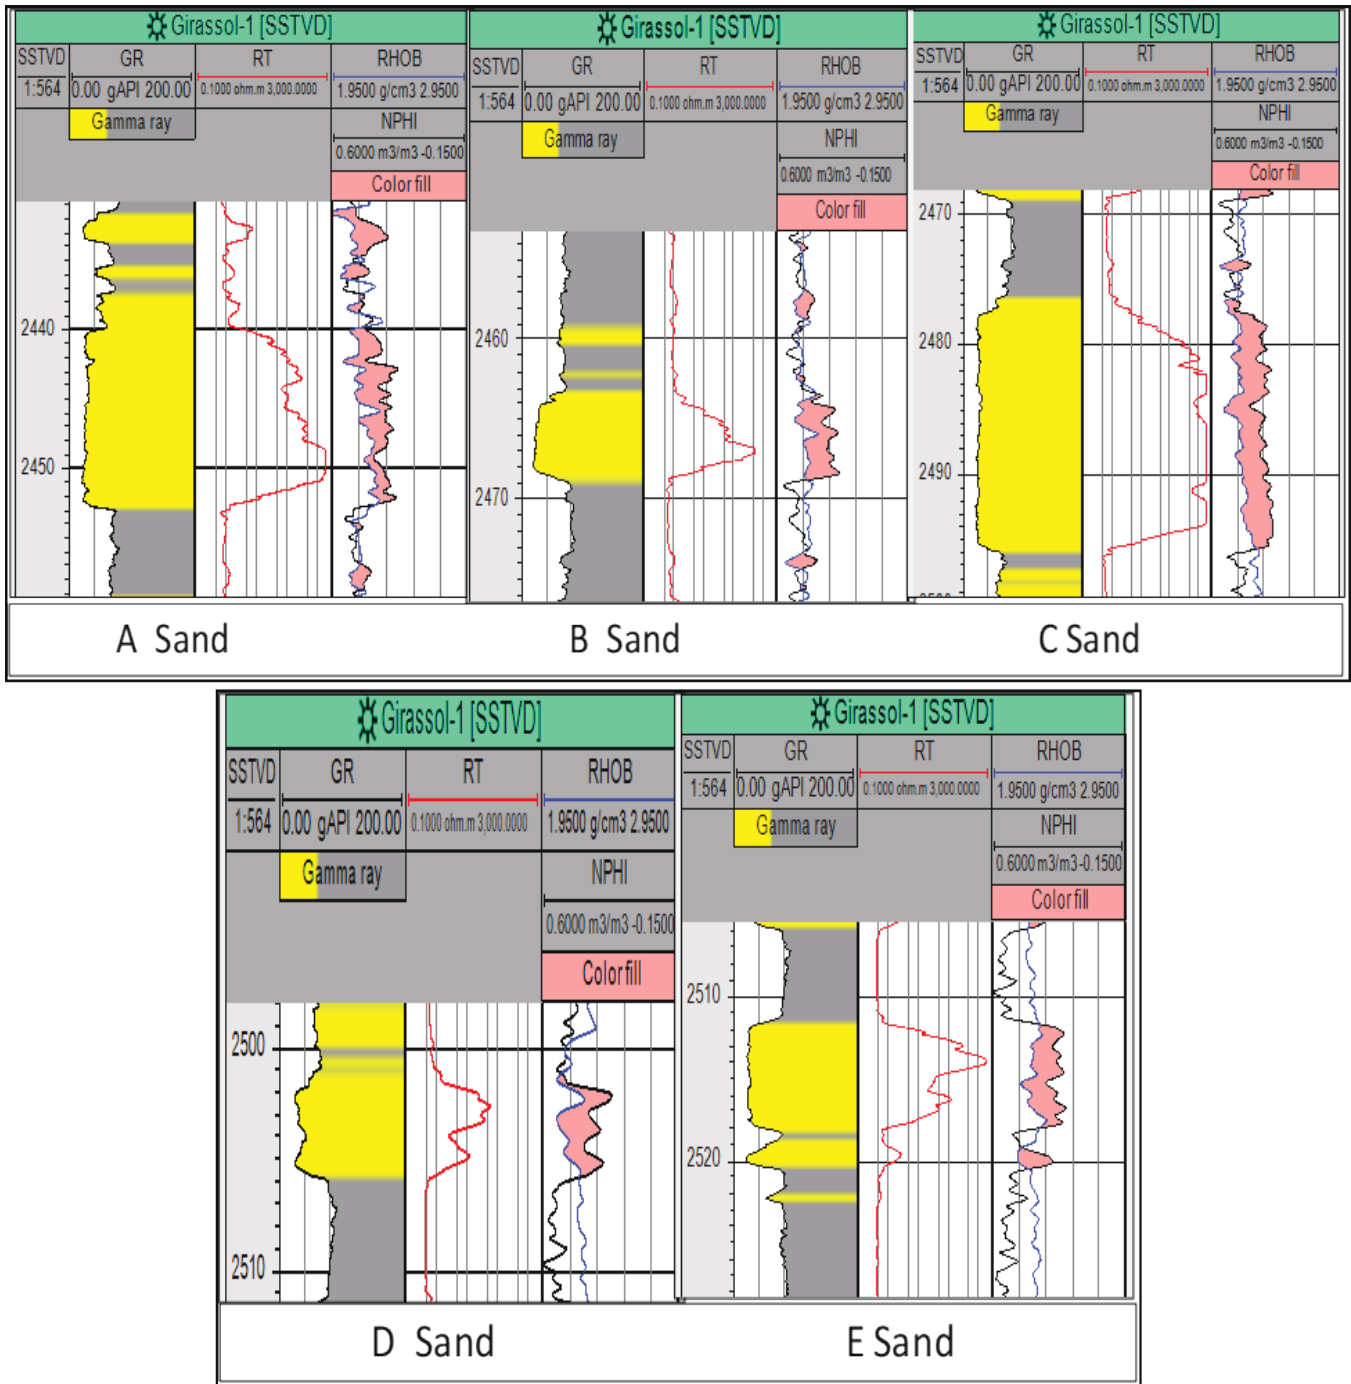 Girassol-1 [SSTVD]
SSTVD GR RT RHOB
1:564 0.00 gAPI 200.00 0.1000 ohm.m 3,000.0000 1.9500 g/cm3 2.9500
Gamma ray NPHI
0.6000 m3/m3 -0.1500
Color fill
2440
2450
A Sand
Girassol-1 [SSTVD]
SSTVD GR RT RHOB
1:564 0.00 gAPI 200.00 0.1000 ohm.m 3,000.0000 1.9500 g/cm3 2.9500
Gamma ray NPHI
0.6000 m3/m3 -0.1500
Color fill
2460
2470
B Sand
Girassol-1 [SSTVD]
SSTVD GR RT RHOB
1:564 0.00 gAPI 200.00 0.1000 ohm.m 3,000.0000 1.9500 g/cm3 2.9500
Gamma ray NPHI
0.6000 m3/m3 -0.1500
Color fill
2470
2480
2490
C Sand
Girassol-1 [SSTVD]
SSTVD GR RT RHOB
1:564 0.00 gAPI 200.00 0.1000 ohm.m 3,000.0000 1.9500 g/cm3 2.9500
Gamma ray NPHI
0.6000 m3/m3 -0.1500
Color fill
2500
2510
D Sand
Girassol-1 [SSTVD]
SSTVD GR RT RHOB
1:564 0.00 gAPI 200.00 0.1000 ohm.m 3,000.0000 1.9500 g/cm3 2.9500
Gamma ray NPHI
0.6000 m3/m3 -0.1500
Color fill
2510
2520
E Sand